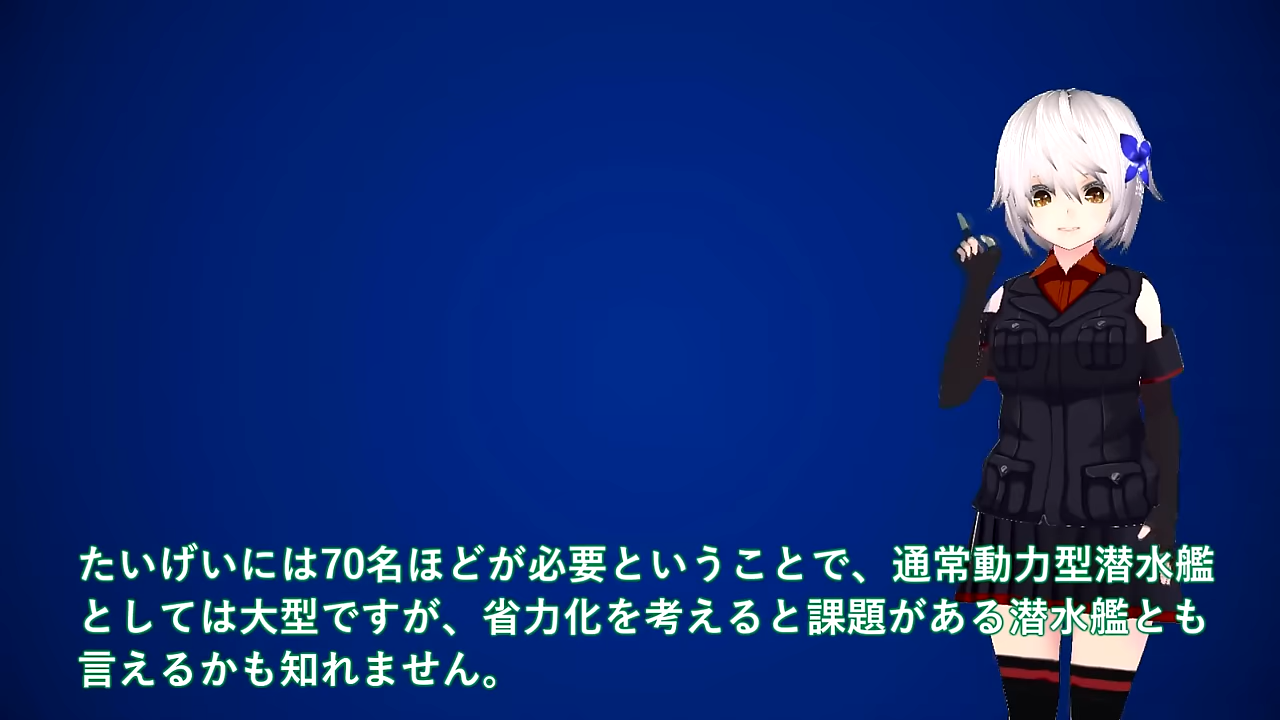 たいげいには70名ほどが必要ということで、通常動力型潜水艦
としては大型ですが、省力化を考えると課題がある潜水艦とも
言えるかも知れません。